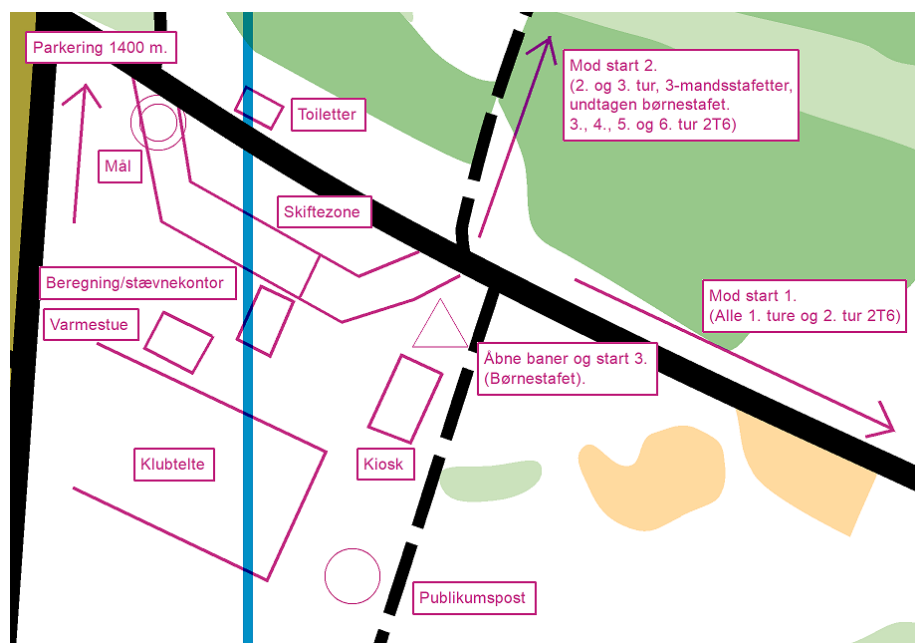 Parkering 1400 m.
Mod start 2.
(2. og 3. tur, 3-mandsstafetter,
undtagen børnestafet.
3., 4., 5. og 6. tur 2T6)
Toiletter
Mål
Skiftezone
Beregning/stævnekontor
Mod start 1.
(Alle 1. ture og 2. tur 2T6)
Varmestue
Åbne baner og start 3.
(Børnestafet).
Klubtelte
Kiosk
Publikumspost